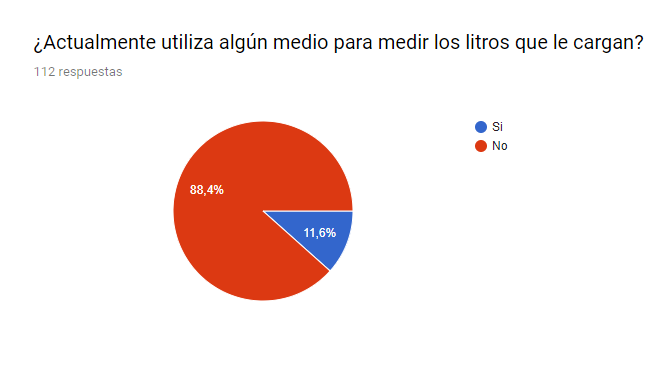 ¿Actualmente utiliza algún medio para medir los litros que le cargan?
112 respuestas
Si
No
88,4%
11,6%